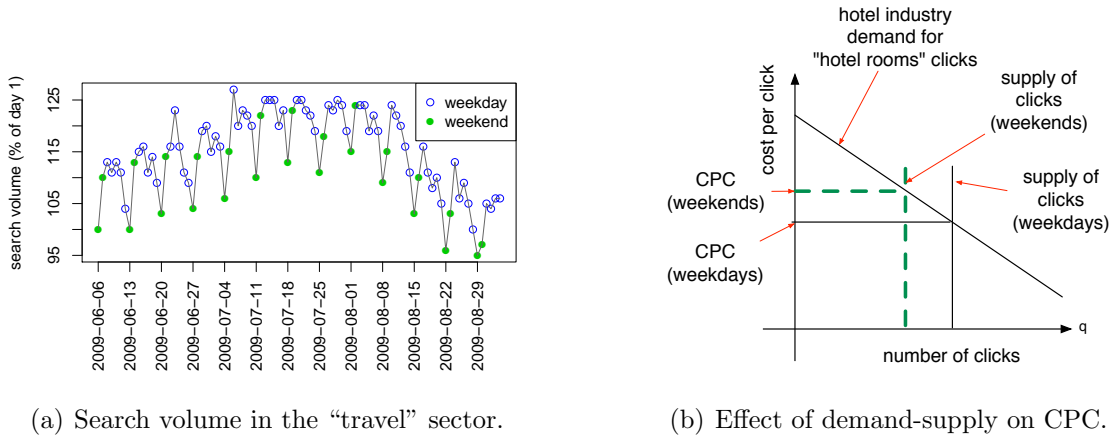 search volume (% of day 1)
125
115
105
95
weekday
weekend
2009−06−06
2009−06−13
2009−06−20
2009−06−27
2009−07−04
2009−07−11
2009−07−18
2009−07−25
2009−08−01
2009−08−08
2009−08−15
2009−08−22
2009−08−29
(a) Search volume in the “travel” sector.
hotel industry
demand for
"hotel rooms" clicks
cost per click
supply of
clicks
(weekends)
CPC
(weekends)
supply of
clicks
(weekdays)
CPC
(weekdays)
q
number of clicks
(b) Effect of demand-supply on CPC.